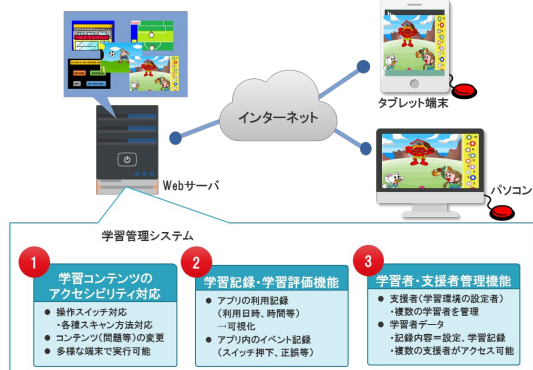 インターネット
タブレット端末
Webサーバ
パソコン
学習管理システム
1
学習コンテンツの
アクセシビリティ対応
● 操作スイッチ対応
・各種スキャン方法対応
● コンテンツ(問題等)の変更
● 多様な端末で実行可能
2
学習記録・学習評価機能
● アプリの利用記録
(利用日時、時間等)
→可視化
● アプリ内のイベント記録
(スイッチ押下、正誤等)
3
学習者・支援者管理機能
● 支援者(学習環境の設定者)
・複数の学習者を管理
● 学習者データ
・記録内容=設定、学習記録
・複数の支援者がアクセス可能